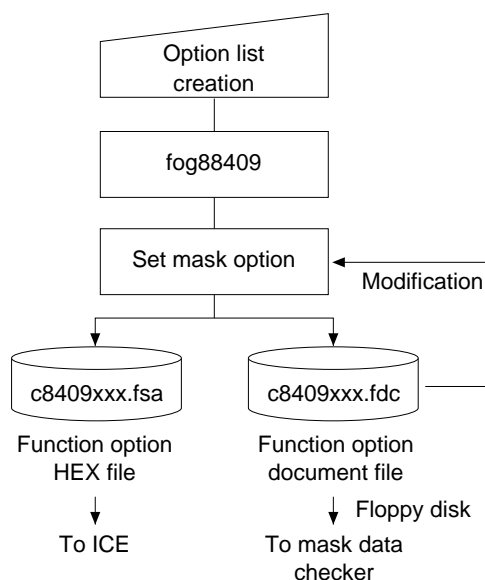 Option list
creation
fog88409
Set mask option
Modification
c8409xxx.fsa
c8409xxx.fdc
Function option
HEX file
Function option
document file
Floppy disk
To ICE
To mask data
checker